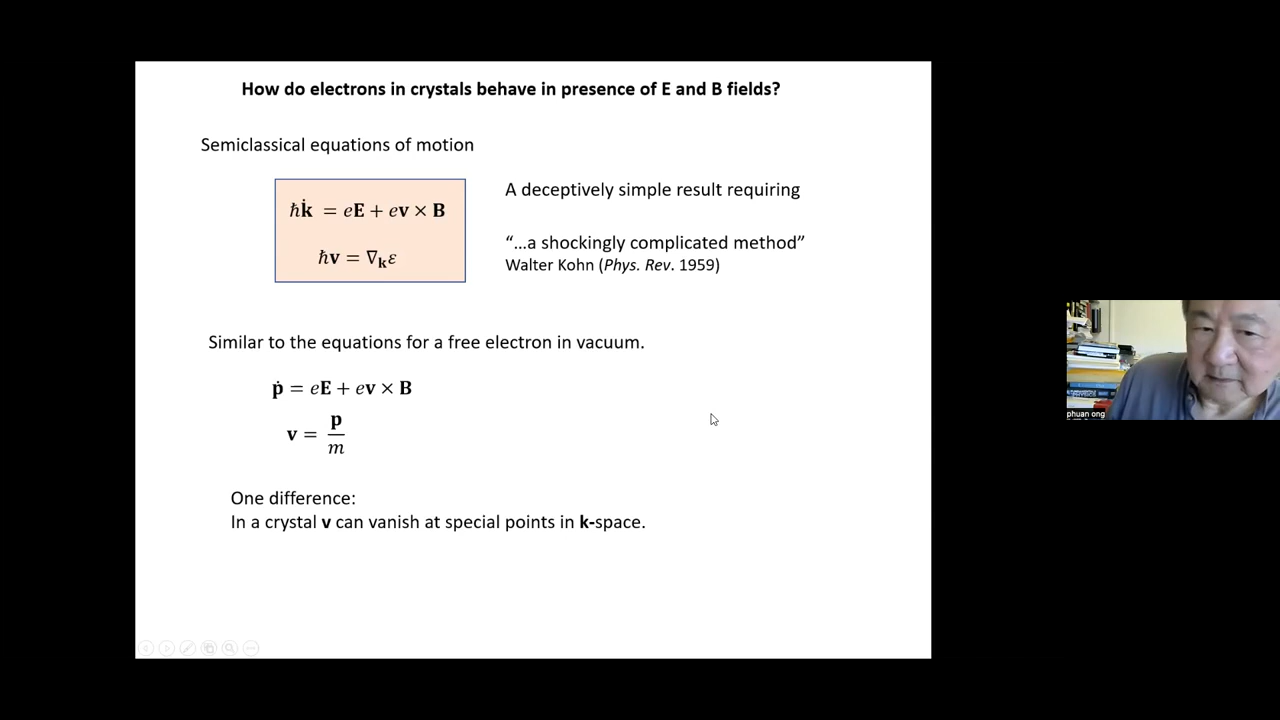 How do electrons in crystals behave in presence of E and B fields?
Semiclassical equations of motion
ħk̇ = eE + ev × B
ħv = ∇ₖε
A deceptively simple result requiring
“…a shockingly complicated method”
Walter Kohn (Phys. Rev. 1959)
Similar to the equations for a free electron in vacuum.
ṗ = eE + ev × B
v = p/m
One difference:
In a crystal v can vanish at special points in k-space.
phuan ong